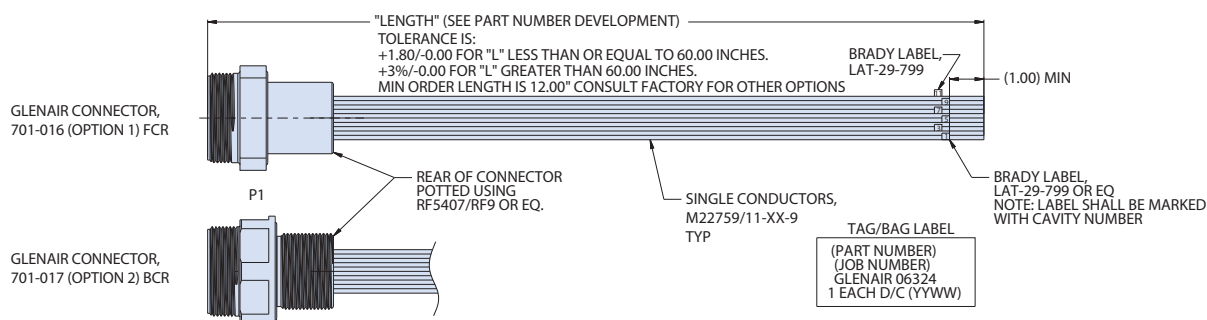 "LENGTH" (SEE PART NUMBER DEVELOPMENT)
TOLERANCE IS:
+1.80/-0.00 FOR "L" LESS THAN OR EQUAL TO 60.00 INCHES.
+3%/-0.00 FOR "L" GREATER THAN 60.00 INCHES.
MIN ORDER LENGTH IS 12.00" CONSULT FACTORY FOR OTHER OPTIONS
BRADY LABEL,
LAT-29-799
(1.00) MIN
GLENAIR CONNECTOR,
701-016 (OPTION 1) FCR
P1
REAR OF CONNECTOR
POTTED USING
RF5407/RF9 OR EQ.
SINGLE CONDUCTORS,
M22759/11-XX-9
TYP
BRADY LABEL,
LAT-29-799 OR EQ
NOTE: LABEL SHALL BE MARKED
WITH CAVITY NUMBER
GLENAIR CONNECTOR,
701-017 (OPTION 2) BCR
TAG/BAG LABEL
(PART NUMBER)
(JOB NUMBER)
GLENAIR 06324
1 EACH D/C (YYWW)